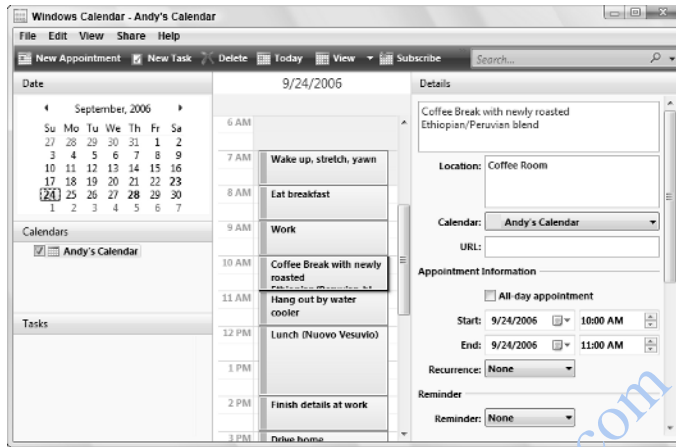 Windows Calendar - Andy's Calendar
File Edit View Share Help
New Appointment New Task Delete Today View Subscribe Search...
Date
September, 2006
Su Mo Tu We Th Fr Sa
27 28 29 30 31 1 2
3 4 5 6 7 8 9
10 11 12 13 14 15 16
17 18 19 20 21 22 23
24 25 26 27 28 29 30
1 2 3 4 5 6 7
Calendars
Andy's Calendar
Tasks
9/24/2006
6 AM
7 AM Wake up, stretch, yawn
8 AM Eat breakfast
9 AM Work
10 AM Coffee Break with newly
roasted
Ethiopian/Peruvian bl
11 AM Hang out by water
cooler
12 PM Lunch (Nuovo Vesuvio)
1 PM
2 PM Finish details at work
3 PM Drive home
Details
Coffee Break with newly roasted
Ethiopian/Peruvian blend
Location: Coffee Room
Calendar: Andy's Calendar
URL:
Appointment Information
All-day appointment
Start: 9/24/2006 10:00 AM
End: 9/24/2006 11:00 AM
Recurrence: None
Reminder
Reminder: None
.com